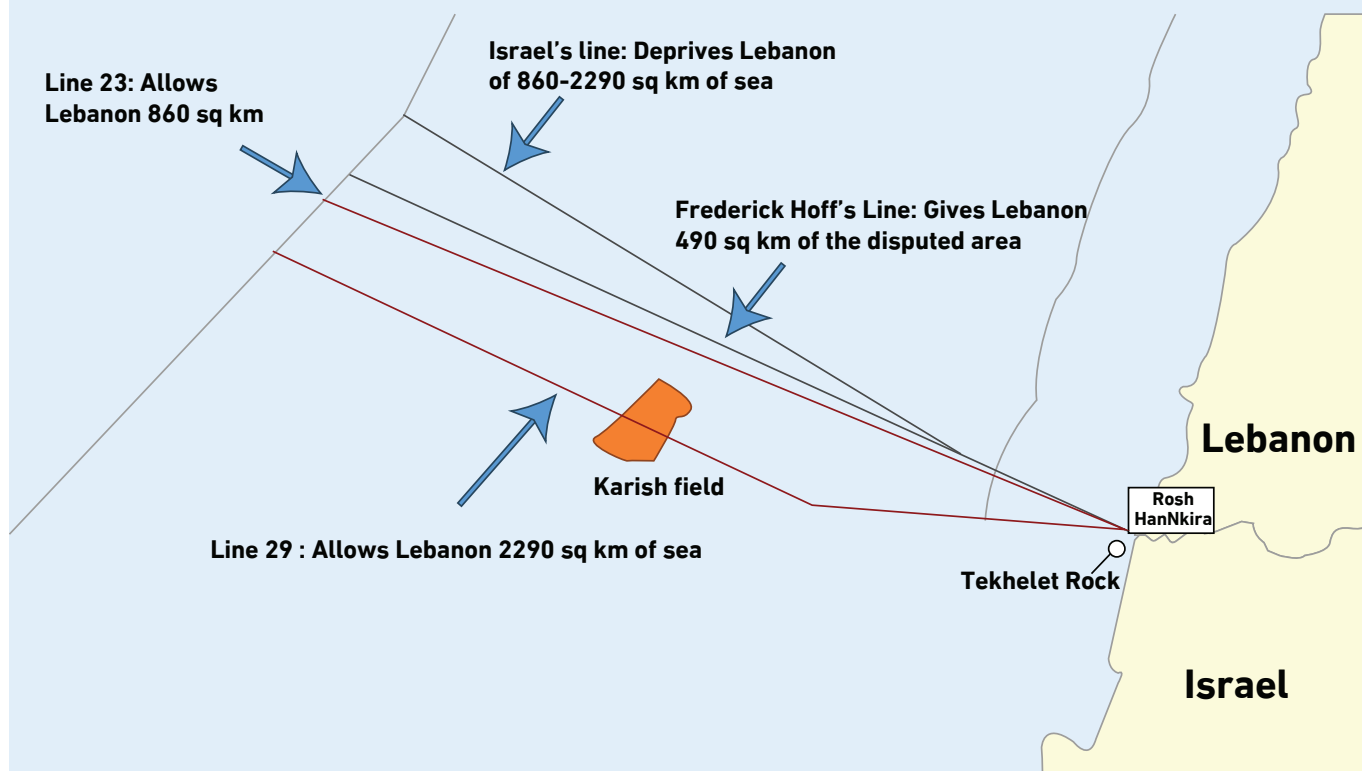 Israel’s line: Deprives Lebanon
of 860-2290 sq km of sea
Line 23: Allows
Lebanon 860 sq km
Frederick Hoff’s Line: Gives Lebanon
490 sq km of the disputed area
Lebanon
Karish field
Rosh
HanNkira
Line 29 : Allows Lebanon 2290 sq km of sea
Tekhelet Rock
Israel